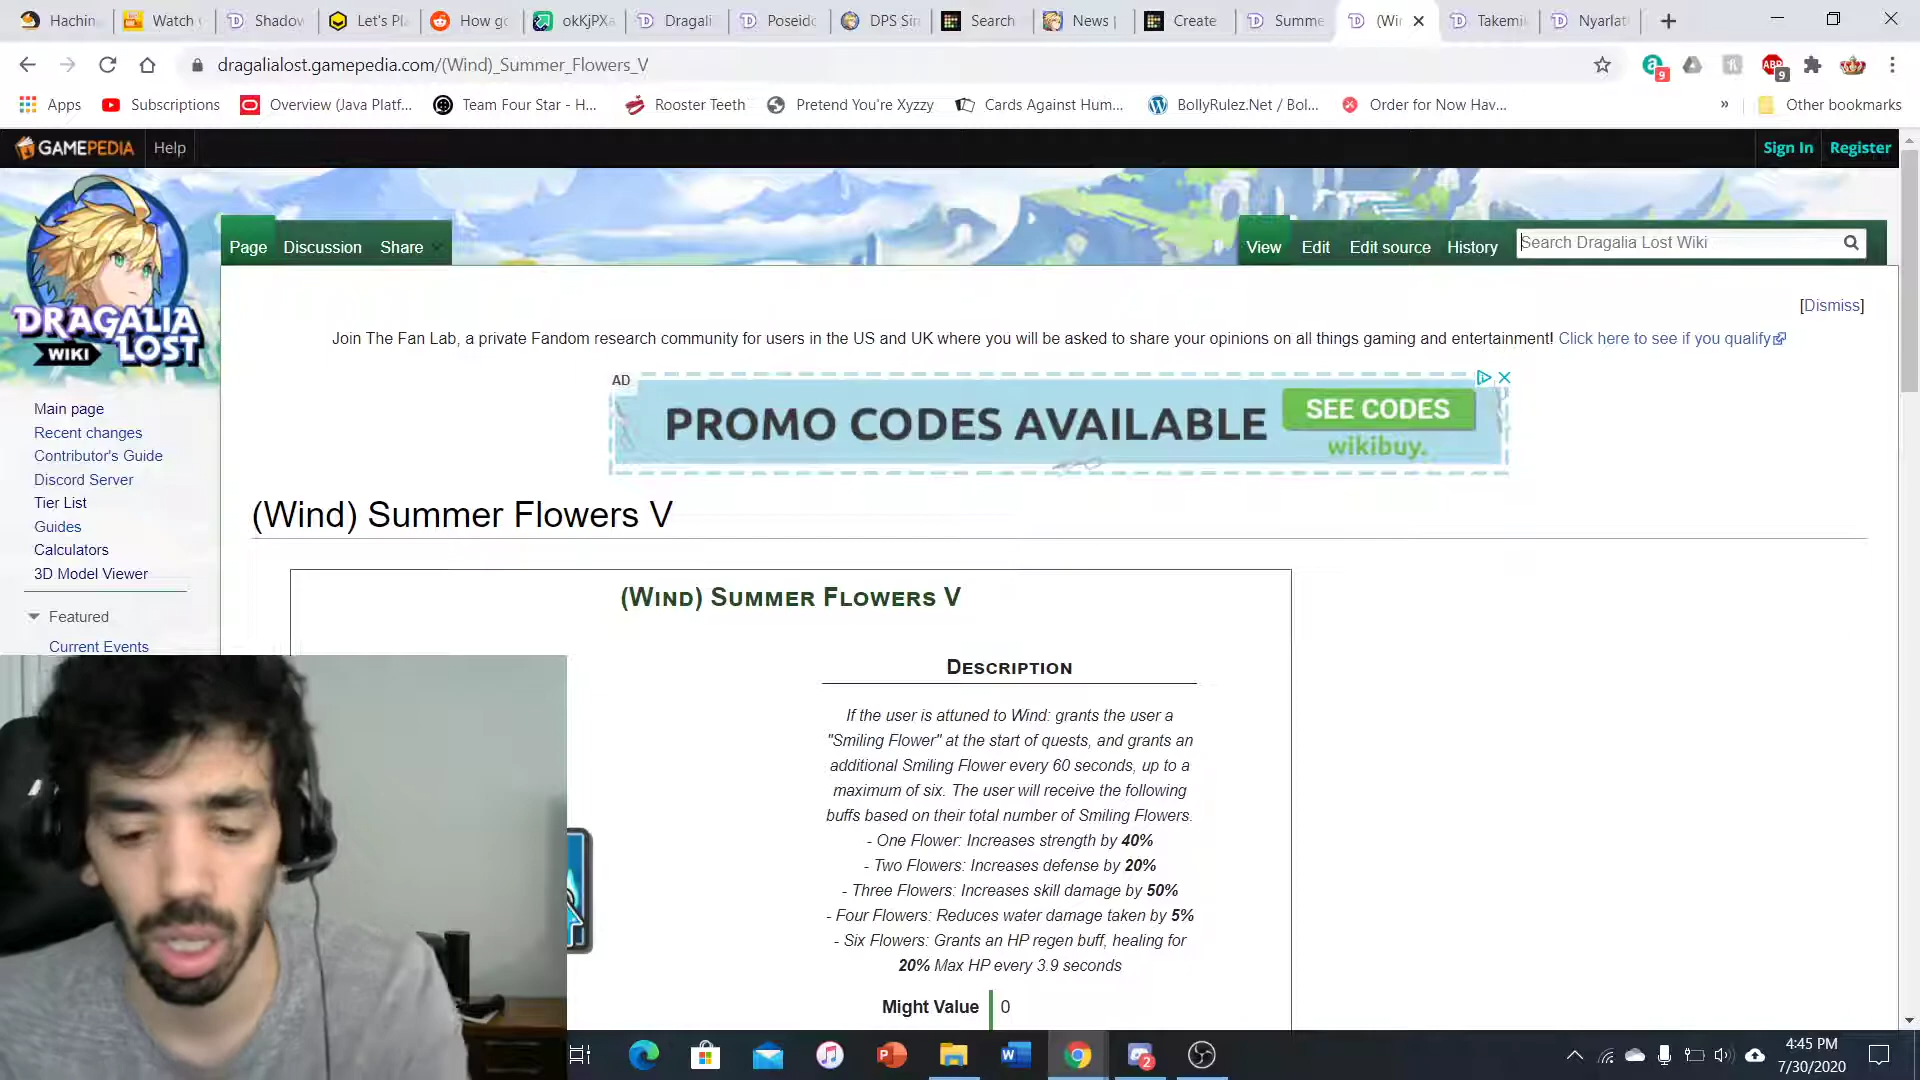 Hachin
Watch
Shadov
Let's Pla
How go
okKjPXa
Dragali
Poseido
DPS Sim
Search
News |
Create
Summe
(Win
Takemi
Nyarlat
dragalialost.gamepedia.com/(Wind)_Summer_Flowers_V
9
ABP
9
Apps
Subscriptions
Overview (Java Platf...
Team Four Star - H...
Rooster Teeth
Pretend You're Xyzzy
Cards Against Hum...
BollyRulez.Net / Bol...
Order for Now Hav...
»
Other bookmarks
GAMEPEDIA
Help
Sign In
Register
Page
Discussion
Share
View
Edit
Edit source
History
Search Dragalia Lost Wiki
DRAGALIA
WIKI LOST
[Dismiss]
Join The Fan Lab, a private Fandom research community for users in the US and UK where you will be asked to share your opinions on all things gaming and entertainment! Click here to see if you qualify
AD
PROMO CODES AVAILABLE
SEE CODES
wikibuy.
Main page
Recent changes
Contributor's Guide
Discord Server
Tier List
Guides
Calculators
3D Model Viewer
Featured
Current Events
(Wind) Summer Flowers V
(WIND) SUMMER FLOWERS V
DESCRIPTION
If the user is attuned to Wind: grants the user a
"Smiling Flower" at the start of quests, and grants an
additional Smiling Flower every 60 seconds, up to a
maximum of six. The user will receive the following
buffs based on their total number of Smiling Flowers.
- One Flower: Increases strength by 40%
- Two Flowers: Increases defense by 20%
- Three Flowers: Increases skill damage by 50%
- Four Flowers: Reduces water damage taken by 5%
- Six Flowers: Grants an HP regen buff, healing for
20% Max HP every 3.9 seconds
Might Value
0
2
4:45 PM
7/30/2020